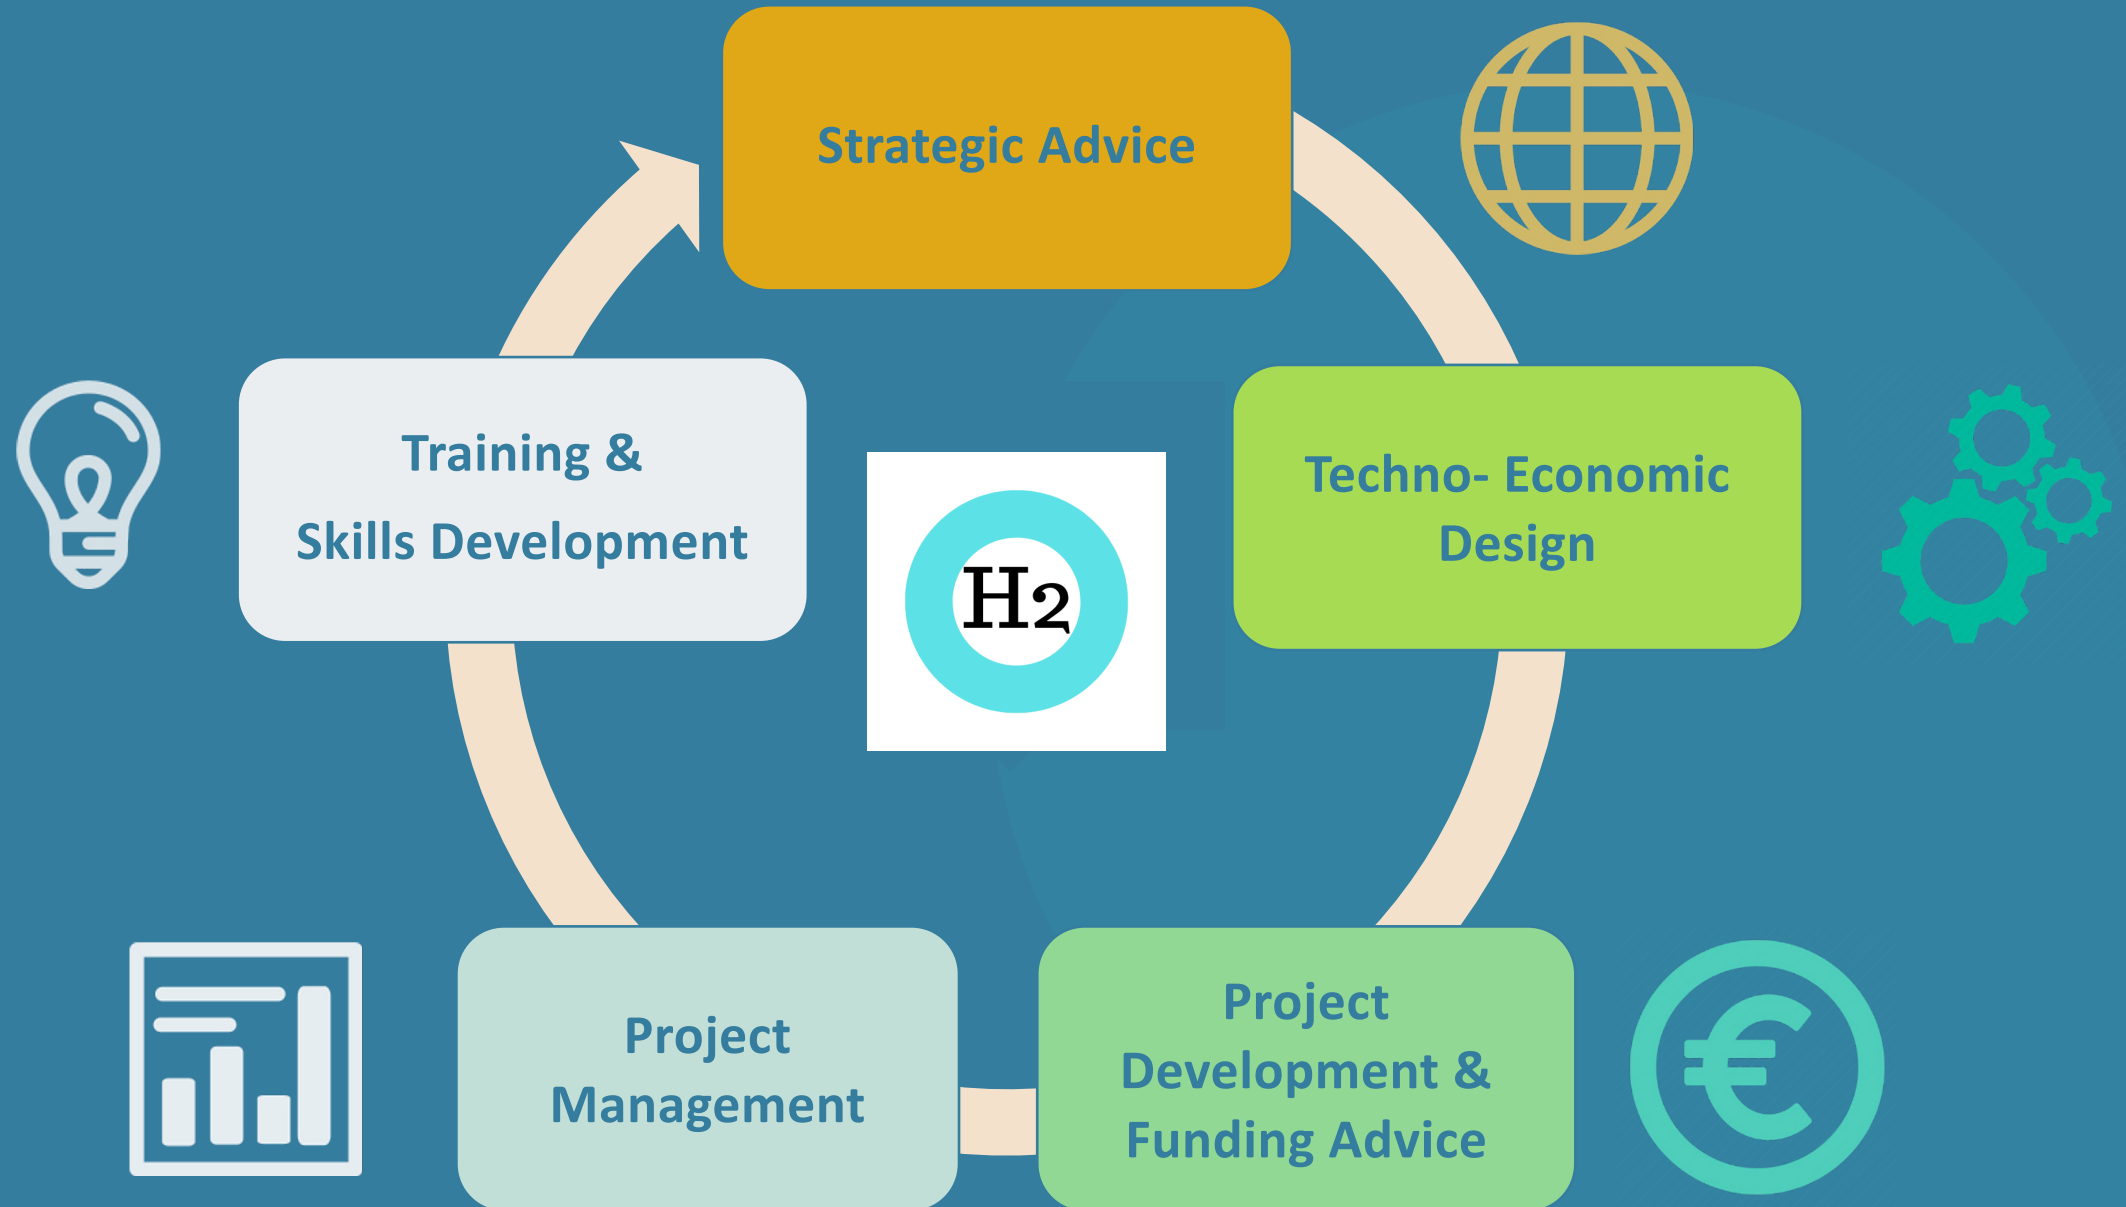 Strategic Advice
Techno- Economic
Design
Project
Development &
Funding Advice
Project
Management
Training &
Skills Development
H2
€